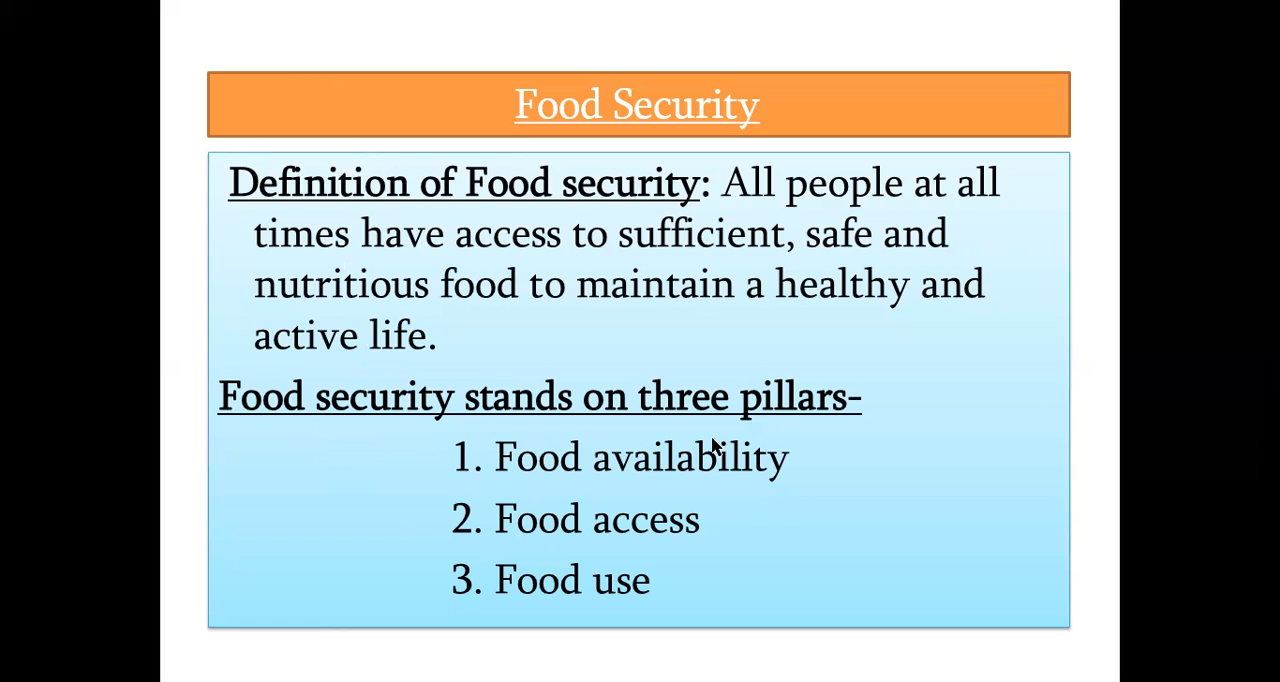 Food Security
Definition of Food security: All people at all
times have access to sufficient, safe and
nutritious food to maintain a healthy and
active life.
Food security stands on three pillars-
1. Food availability
2. Food access
3. Food use